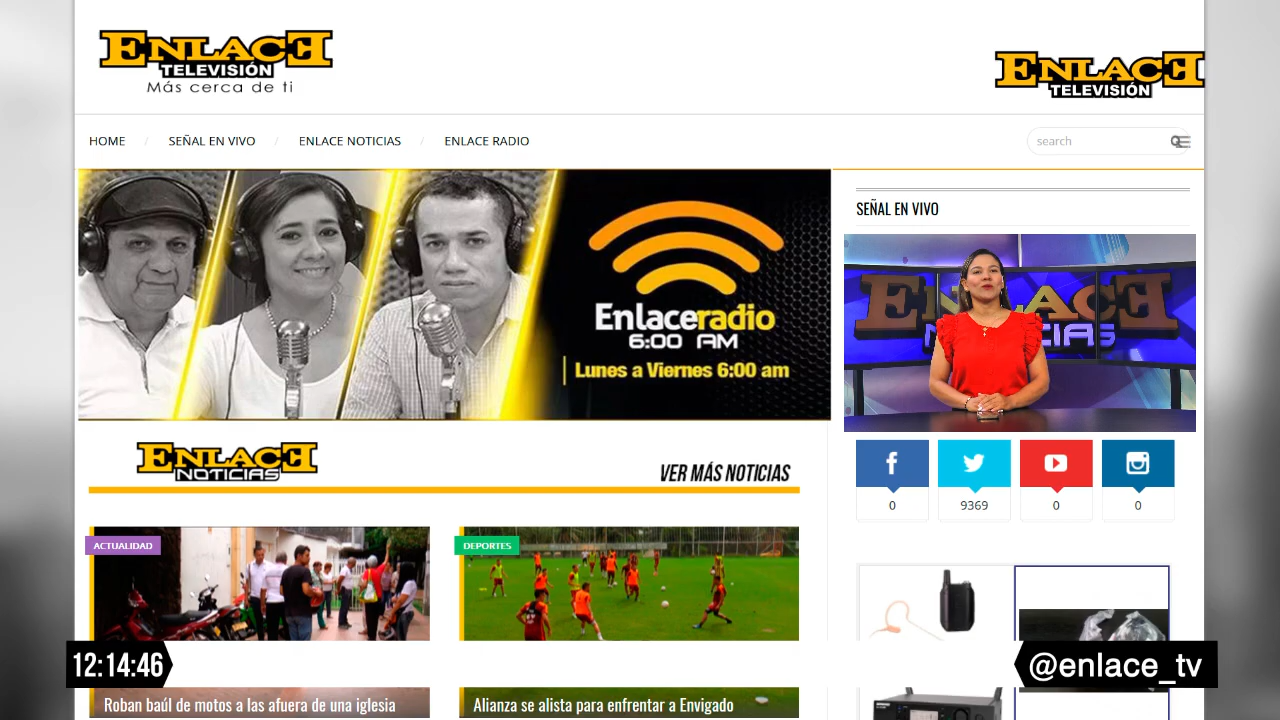 ENLACE
TELEVISIÓN
Más cerca de ti
ENLACE
TELEVISIÓN
HOME / SEÑAL EN VIVO / ENLACE NOTICIAS / ENLACE RADIO
search
SEÑAL EN VIVO
Enlaceradio
6:00 AM
Lunes a Viernes 6:00 am
ENLACE
NOTICIAS
ENLACE
NOTICIAS
VER MÁS NOTICIAS
0
9369
0
0
ACTUALIDAD
DEPORTES
12:14:46
@enlace_tv
Roban baúl de motos a las afuera de una iglesia
Alianza se alista para enfrentar a Envigado